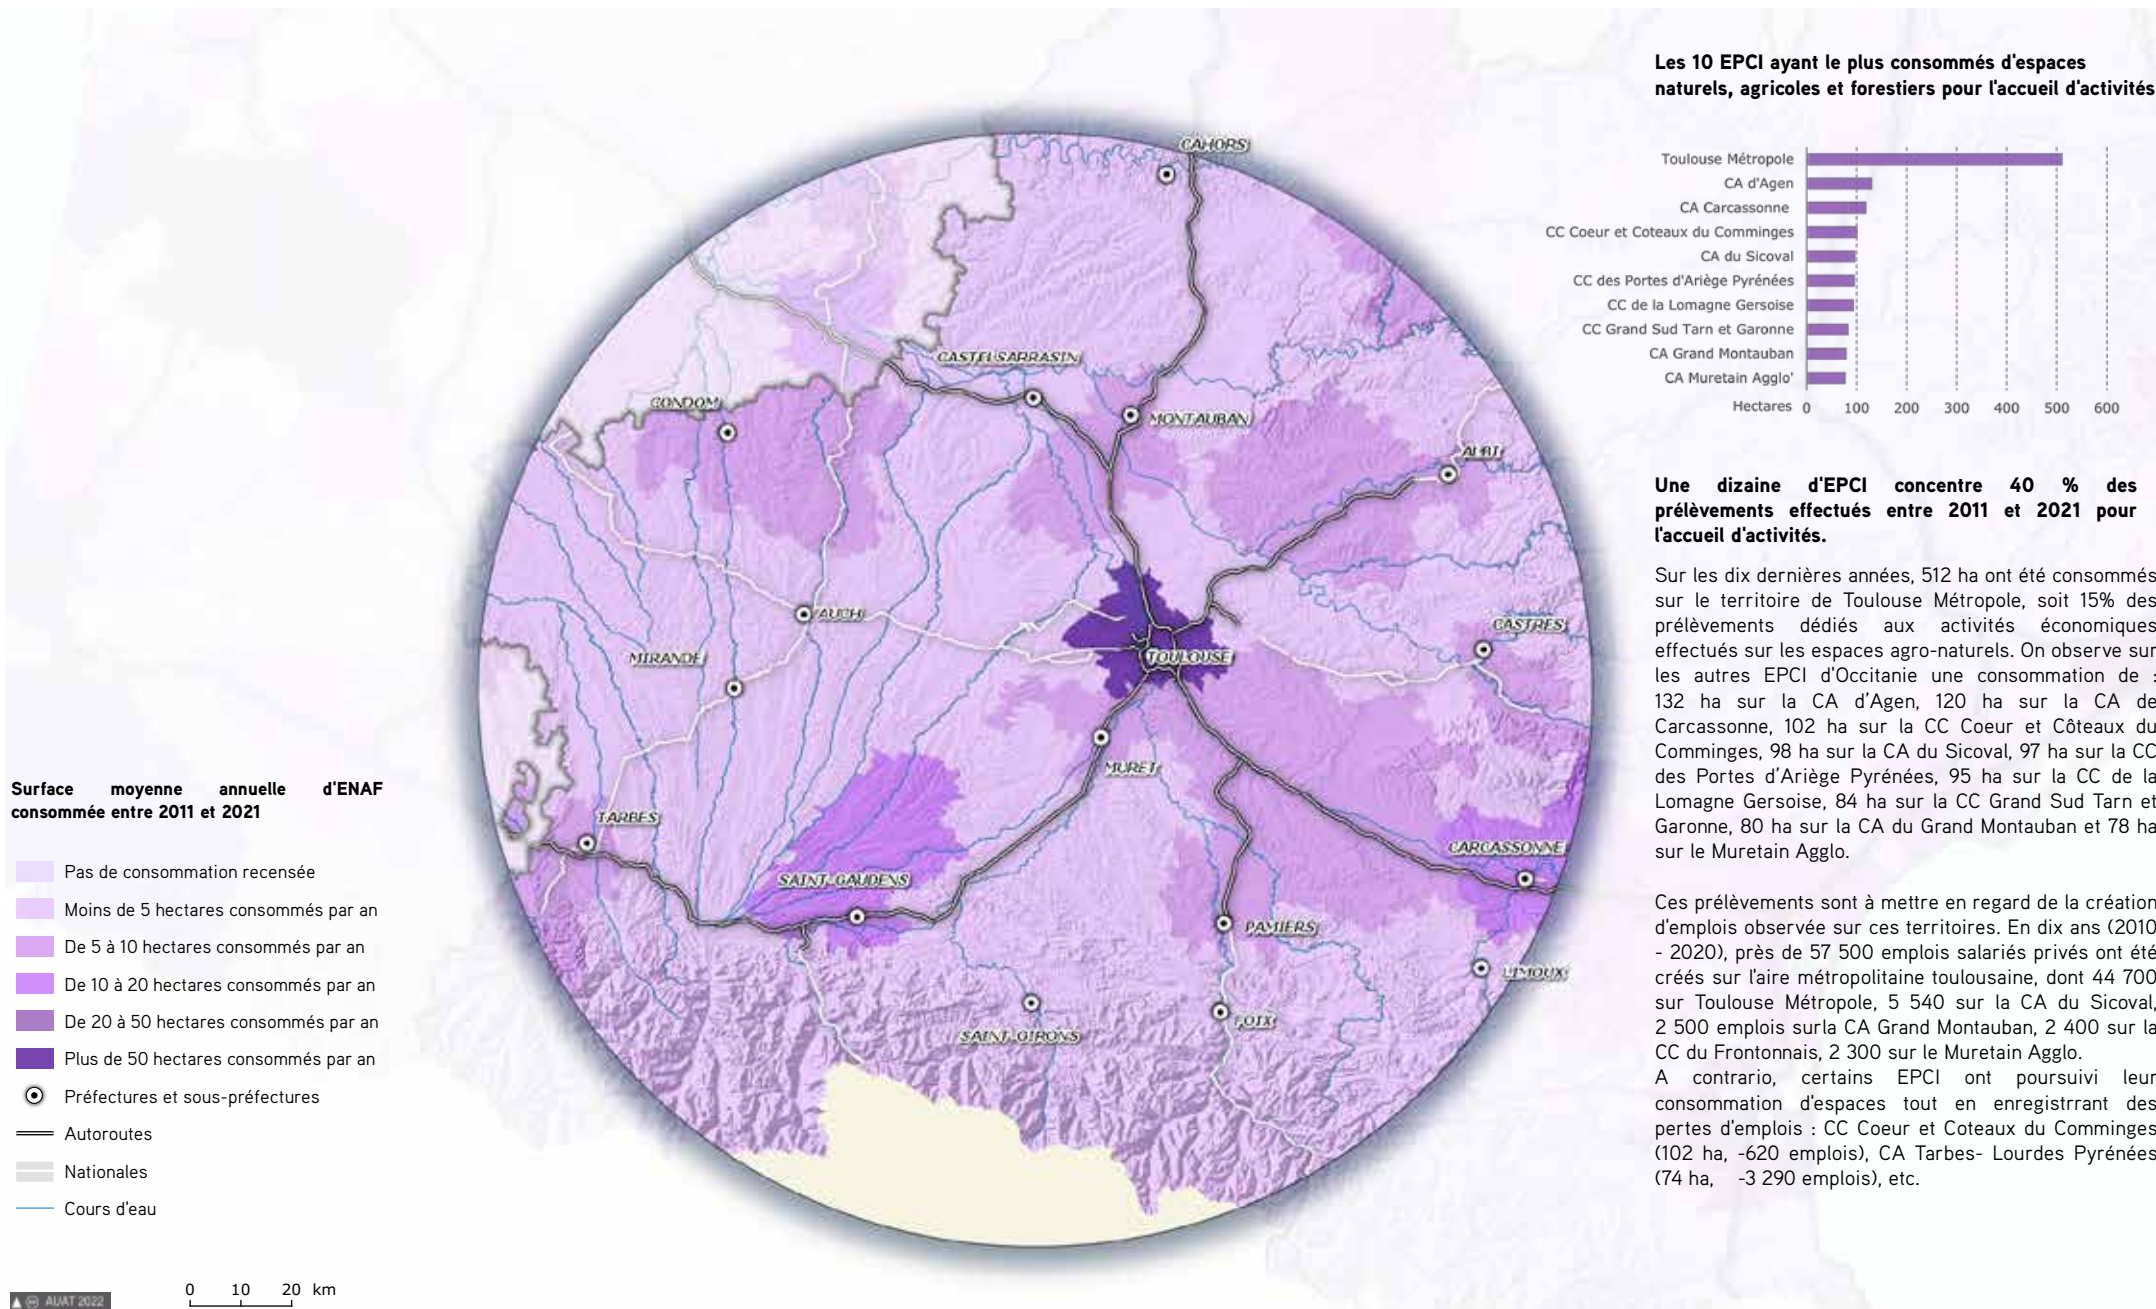 Les 10 EPCI ayant le plus consommés d'espaces
naturels, agricoles et forestiers pour l'accueil d'activités
Toulouse Métropole
CA d'Agen
CA Carcassonne
CC Coeur et Coteaux du Comminges
CA du Sicoval
CC des Portes d'Ariège Pyrénées
CC de la Lomagne Gersoise
CC Grand Sud Tarn et Garonne
CA Grand Montauban
CA Muretain Agglo'
Hectares 0 100 200 300 400 500 600
Une dizaine d'EPCI concentre 40 % des
prélèvements effectués entre 2011 et 2021 pour
l'accueil d'activités.
Sur les dix dernières années, 512 ha ont été consommés
sur le territoire de Toulouse Métropole, soit 15% des
prélèvements dédiés aux activités économiques
effectués sur les espaces agro-naturels. On observe sur
les autres EPCI d'Occitanie une consommation de :
132 ha sur la CA d'Agen, 120 ha sur la CA de
Carcassonne, 102 ha sur la CC Coeur et Côteaux du
Comminges, 98 ha sur la CA du Sicoval, 97 ha sur la CC
des Portes d'Ariège Pyrénées, 95 ha sur la CC de la
Lomagne Gersoise, 84 ha sur la CC Grand Sud Tarn et
Garonne, 80 ha sur la CA du Grand Montauban et 78 ha
sur le Muretain Agglo.
Ces prélèvements sont à mettre en regard de la création
d'emplois observée sur ces territoires. En dix ans (2010
- 2020), près de 57 500 emplois salariés privés ont été
créés sur l'aire métropolitaine toulousaine, dont 44 700
sur Toulouse Métropole, 5 540 sur la CA du Sicoval,
2 500 emplois surla CA Grand Montauban, 2 400 sur la
CC du Frontonnais, 2 300 sur le Muretain Agglo.
A contrario, certains EPCI ont poursuivi leur
consommation d'espaces tout en enregistrrant des
pertes d'emploi : CC Coeur et Coteaux du Comminges
(102 ha, -620 emplois), CA Tarbes- Lourdes Pyrénées
(74 ha, -3 290 emplois), etc.
CAHORS
CASTELSARRASIN
CONDOM
MONTAUBAN
ALBI
AUCH
CASTRES
MIRANDE
TOULOUSE
MURET
TARBES
CARCASSONNE
SAINT-GAUDENS
PAMIERS
LIMOUX
FOIX
SAINT-GIRONS
Surface moyenne annuelle d'ENAF
consommée entre 2011 et 2021
Pas de consommation recensée
Moins de 5 hectares consommés par an
De 5 à 10 hectares consommés par an
De 10 à 20 hectares consommés par an
De 20 à 50 hectares consommés par an
Plus de 50 hectares consommés par an
Préfectures et sous-préfectures
Autoroutes
Nationales
Cours d'eau
0 10 20 km
AUAT 2022